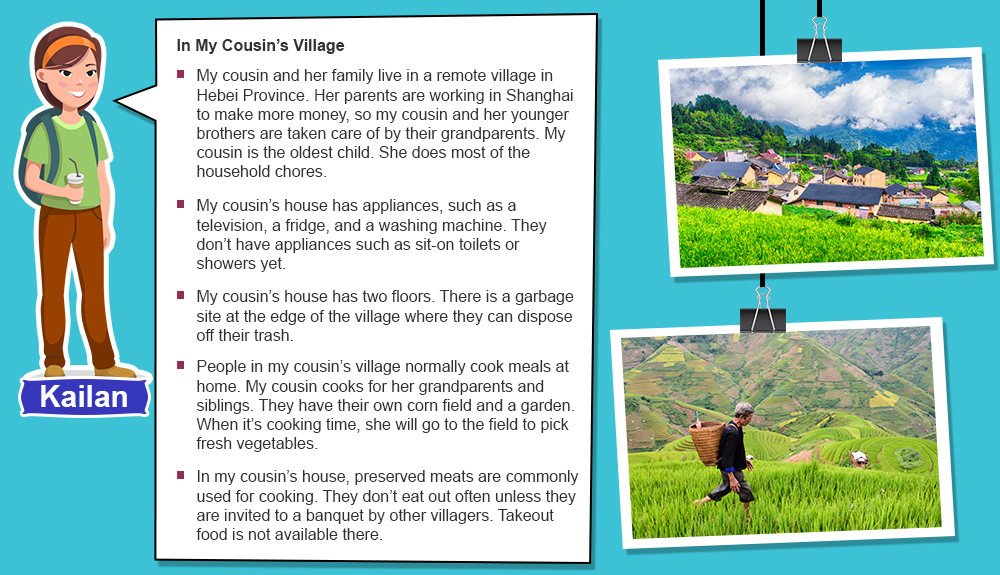 In My Cousin's Village
My cousin and her family live in a remote village in
Hebei Province. Her parents are working in Shanghai
to make more money, so my cousin and her younger
brothers are taken care of by their grandparents. My
cousin is the oldest child. She does most of the
household chores.
My cousin's house has appliances, such as a
television, a fridge, and a washing machine. They
don't have appliances such as sit-on toilets or
showers yet.
My cousin's house has two floors. There is a garbage
site at the edge of the village where they can dispose
off their trash.
People in my cousin's village normally cook meals at
home. My cousin cooks for her grandparents and
siblings. They have their own corn field and a garden.
When it's cooking time, she will go to the field to pick
fresh vegetables.
In my cousin's house, preserved meats are commonly
used for cooking. They don't eat out often unless they
are invited to a banquet by other villagers. Takeout
food is not available there.
Kailan